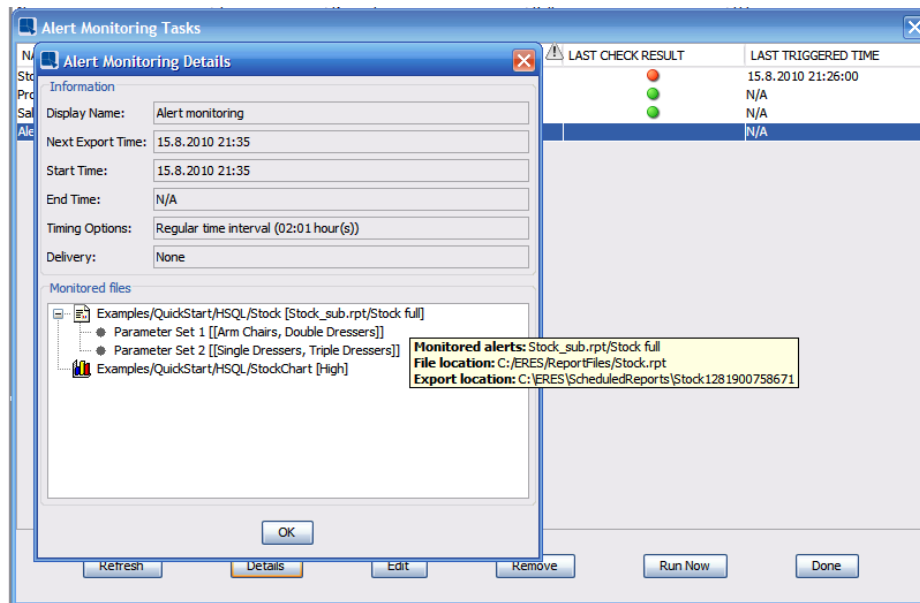 Alert Monitoring Tasks
NA
LAST CHECK RESULT
LAST TRIGGERED TIME
Sto
15.8.2010 21:26:00
Pro
N/A
Sal
N/A
Ale
N/A
Alert Monitoring Details
Information
Display Name: Alert monitoring
Next Export Time: 15.8.2010 21:35
Start Time: 15.8.2010 21:35
End Time: N/A
Timing Options: Regular time interval (02:01 hour(s))
Delivery: None
Monitored files
Examples/QuickStart/HSQL/Stock [Stock_sub.rpt/Stock full]
Parameter Set 1 [[Arm Chairs, Double Dressers]]
Parameter Set 2 [[Single Dressers, Triple Dressers]]
Examples/QuickStart/HSQL/StockChart [High]
Monitored alerts: Stock_sub.rpt/Stock full
File location: C:/ERES/ReportFiles/Stock.rpt
Export location: C:\ERES\ScheduledReports\Stock1281900758671
OK
Refresh Details Edit Remove Run Now Done